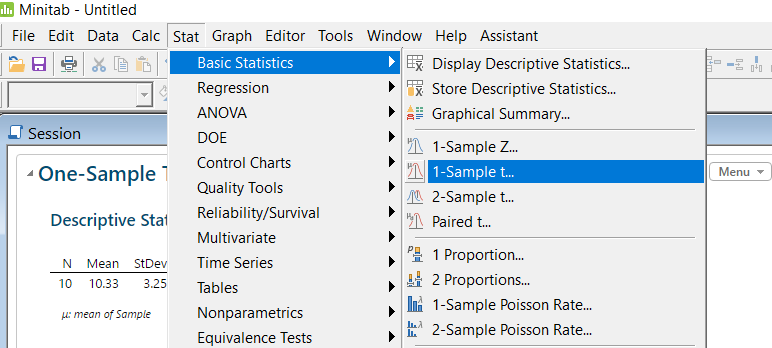 Minitab - Untitled
File Edit Data Calc Stat Graph Editor Tools Window Help Assistant
Basic Statistics
Regression
ANOVA
DOE
Control Charts
Quality Tools
Reliability/Survival
Multivariate
Time Series
Tables
Nonparametrics
Equivalence Tests
Display Descriptive Statistics...
Store Descriptive Statistics...
Graphical Summary...
1-Sample Z...
1-Sample t...
2-Sample t...
Paired t...
1 Proportion...
2 Proportions...
1-Sample Poisson Rate...
2-Sample Poisson Rate...
Session
One-Sample T
Menu
Descriptive Stat
N Mean StDev
10 10.33 3.25
μ: mean of Sample